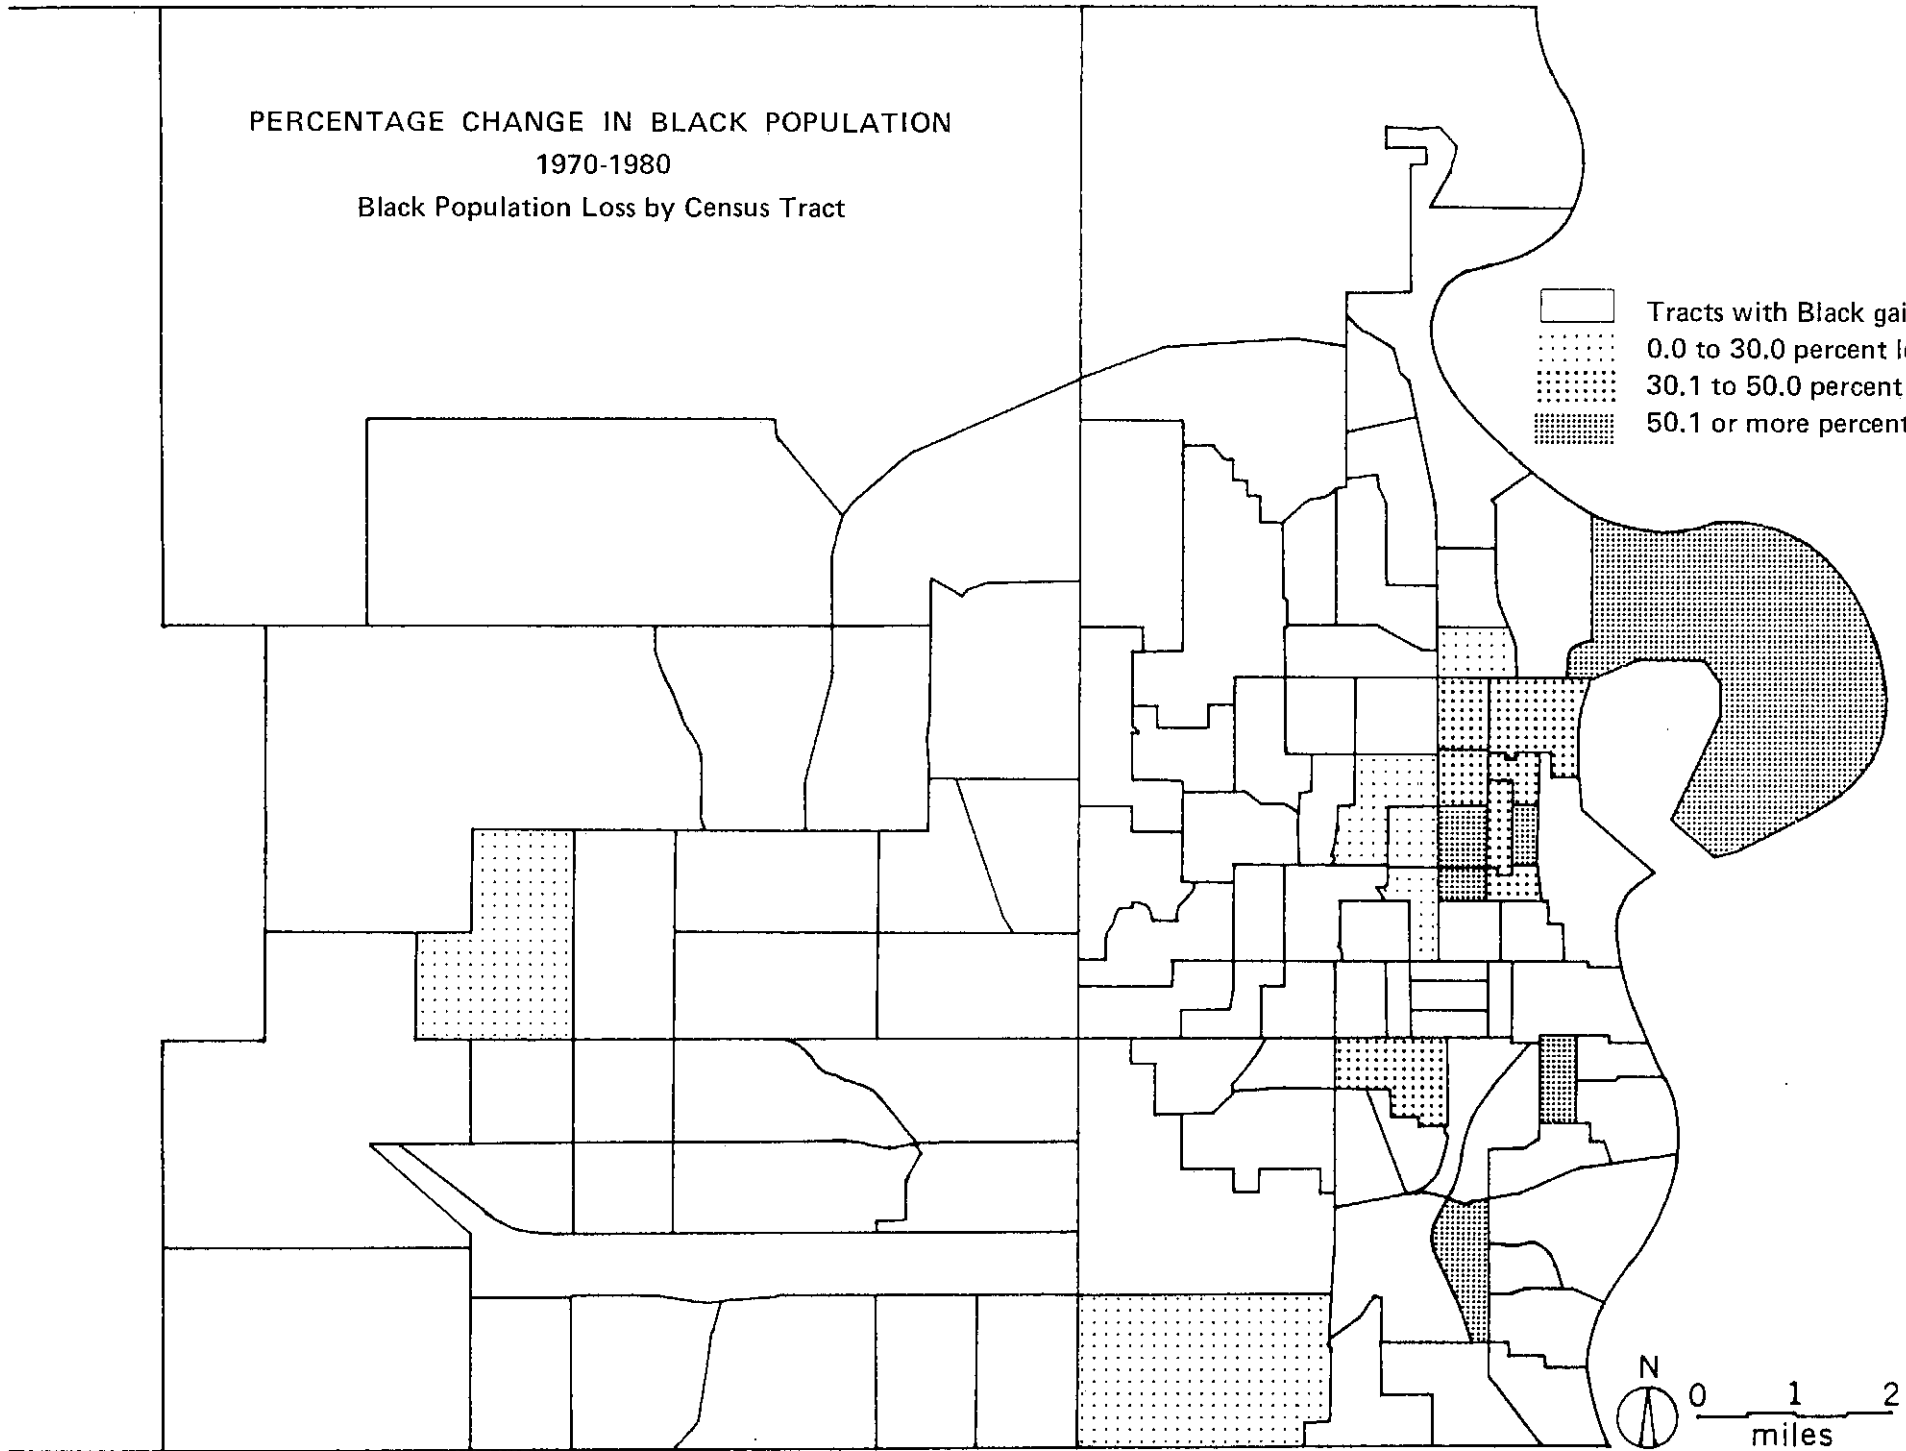 PERCENTAGE CHANGE IN BLACK POPULATION
1970-1980
Black Population Loss by Census Tract
Tracts with Black gai
0.0 to 30.0 percent l
30.1 to 50.0 percent
50.1 or more percent
N
0 1 2
miles